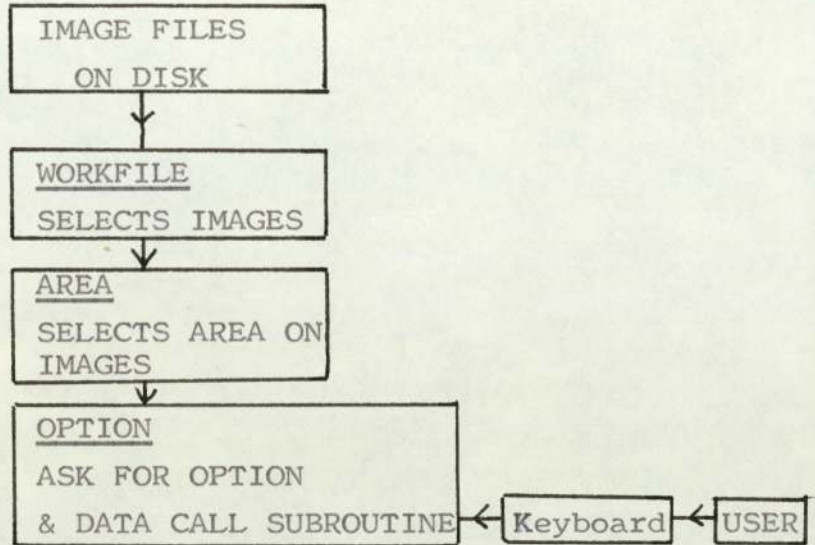 IMAGE FILES
ON DISK
WORKFILE
SELECTS IMAGES
AREA
SELECTS AREA ON
IMAGES
OPTION
ASK FOR OPTION
& DATA CALL SUBROUTINE
Keyboard
USER